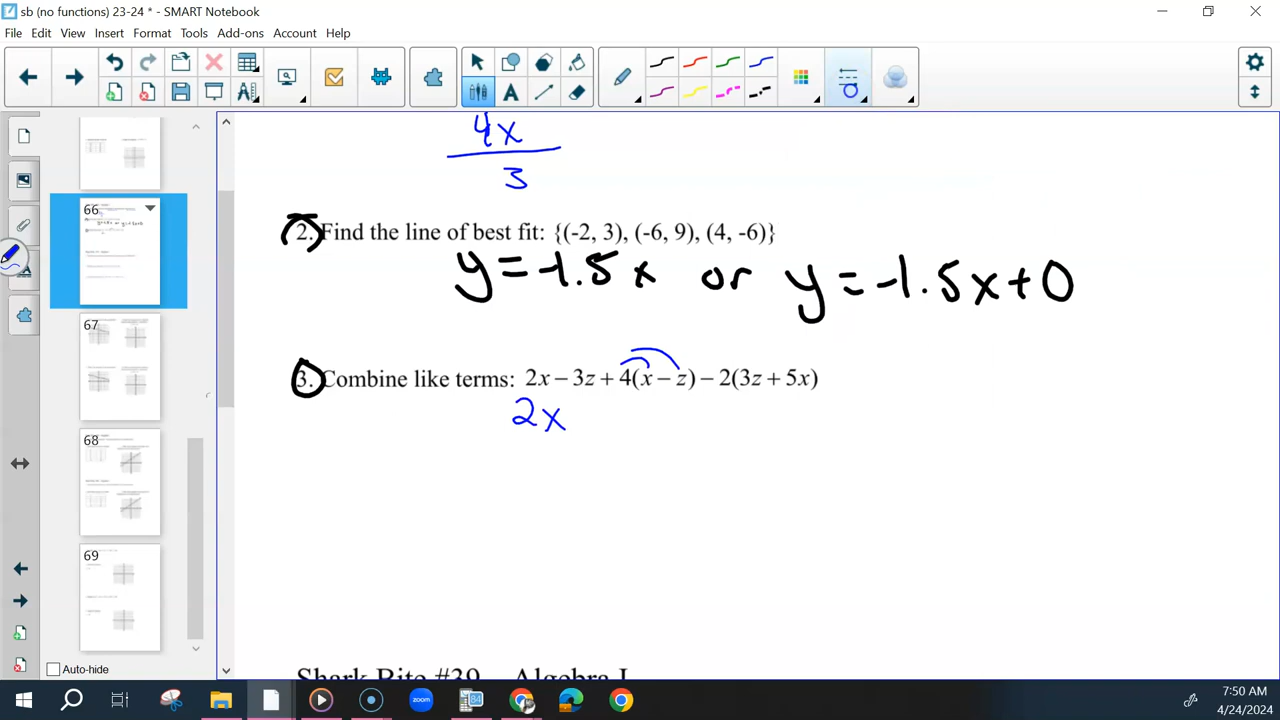 sb (no functions) 23-24 * - SMART Notebook
File Edit View Insert Format Tools Add-ons Account Help
4x
3
2. Find the line of best fit: {(-2, 3), (-6, 9), (4, -6)}
y = -1.5x or y = -1.5x + 0
3. Combine like terms: 2x – 3z + 4(x – z) – 2(3z + 5x)
2x
66
67
68
69
Auto-hide
zoom
7:50 AM
4/24/2024